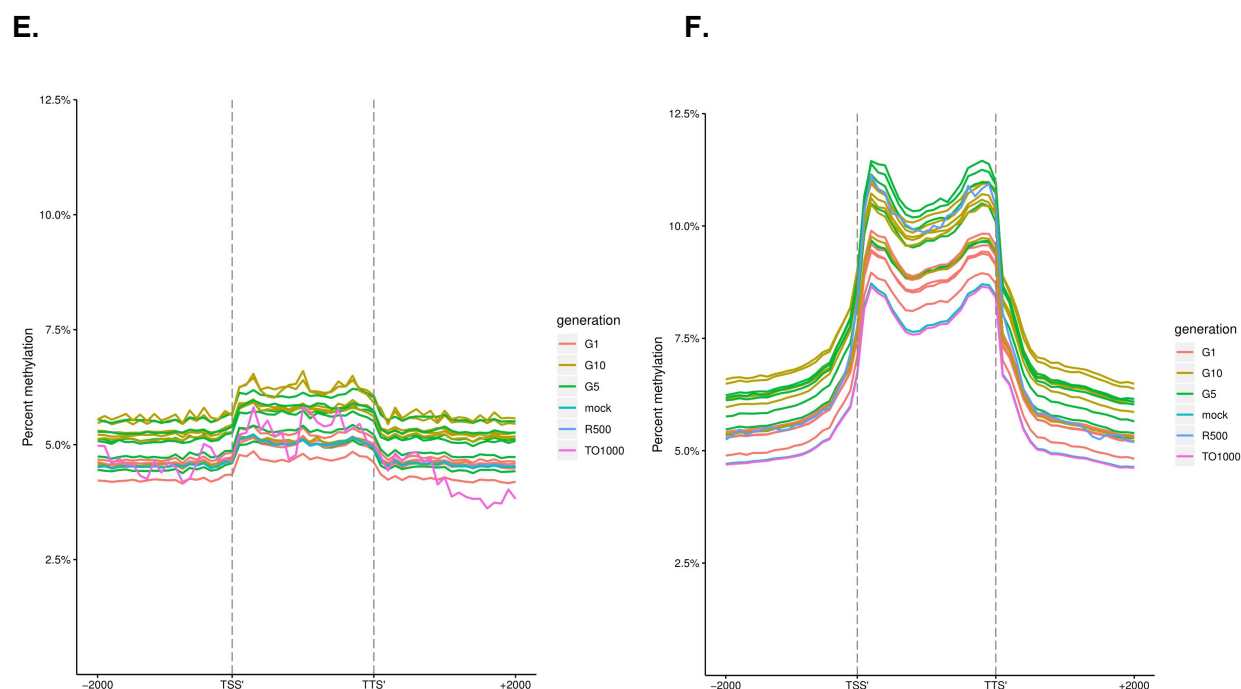 E.
12.5%
10.0%
7.5%
5.0%
2.5%
Percent methylation
−2000
TSS'
TTS'
+2000
generation
G1
G10
G5
mock
R500
TO1000
F.
12.5%
10.0%
7.5%
5.0%
2.5%
Percent methylation
−2000
TSS'
TTS'
+2000
generation
G1
G10
G5
mock
R500
TO1000